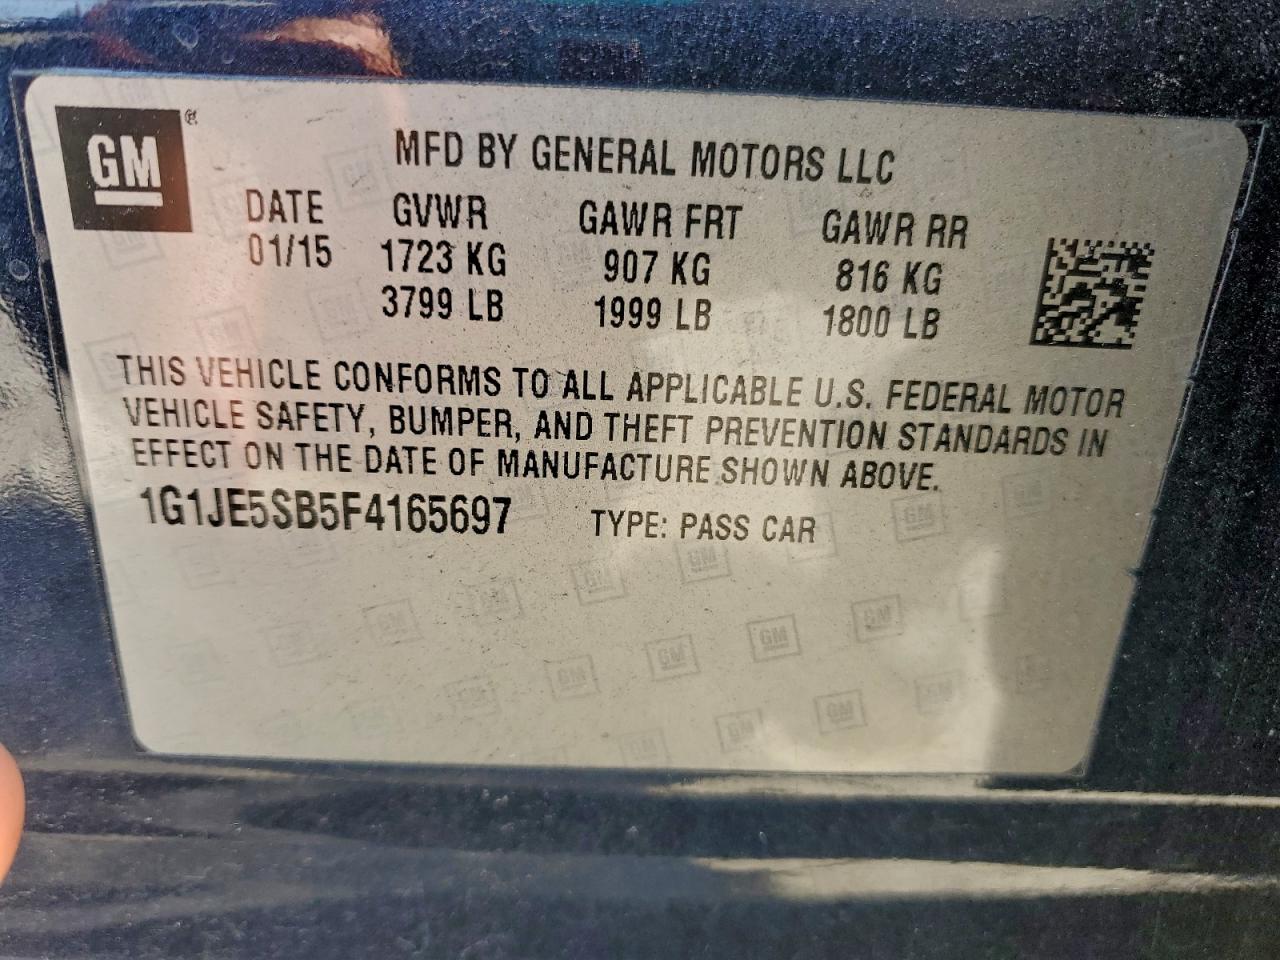 GM ®
MFD BY GENERAL MOTORS LLC
DATE GVWR GAWR FRT GAWR RR
01/15 1723 KG 907 KG 816 KG
3799 LB 1999 LB 1800 LB
THIS VEHICLE CONFORMS TO ALL APPLICABLE U.S. FEDERAL MOTOR
VEHICLE SAFETY, BUMPER, AND THEFT PREVENTION STANDARDS IN
EFFECT ON THE DATE OF MANUFACTURE SHOWN ABOVE.
1G1JE5SB5F4165697 TYPE: PASS CAR